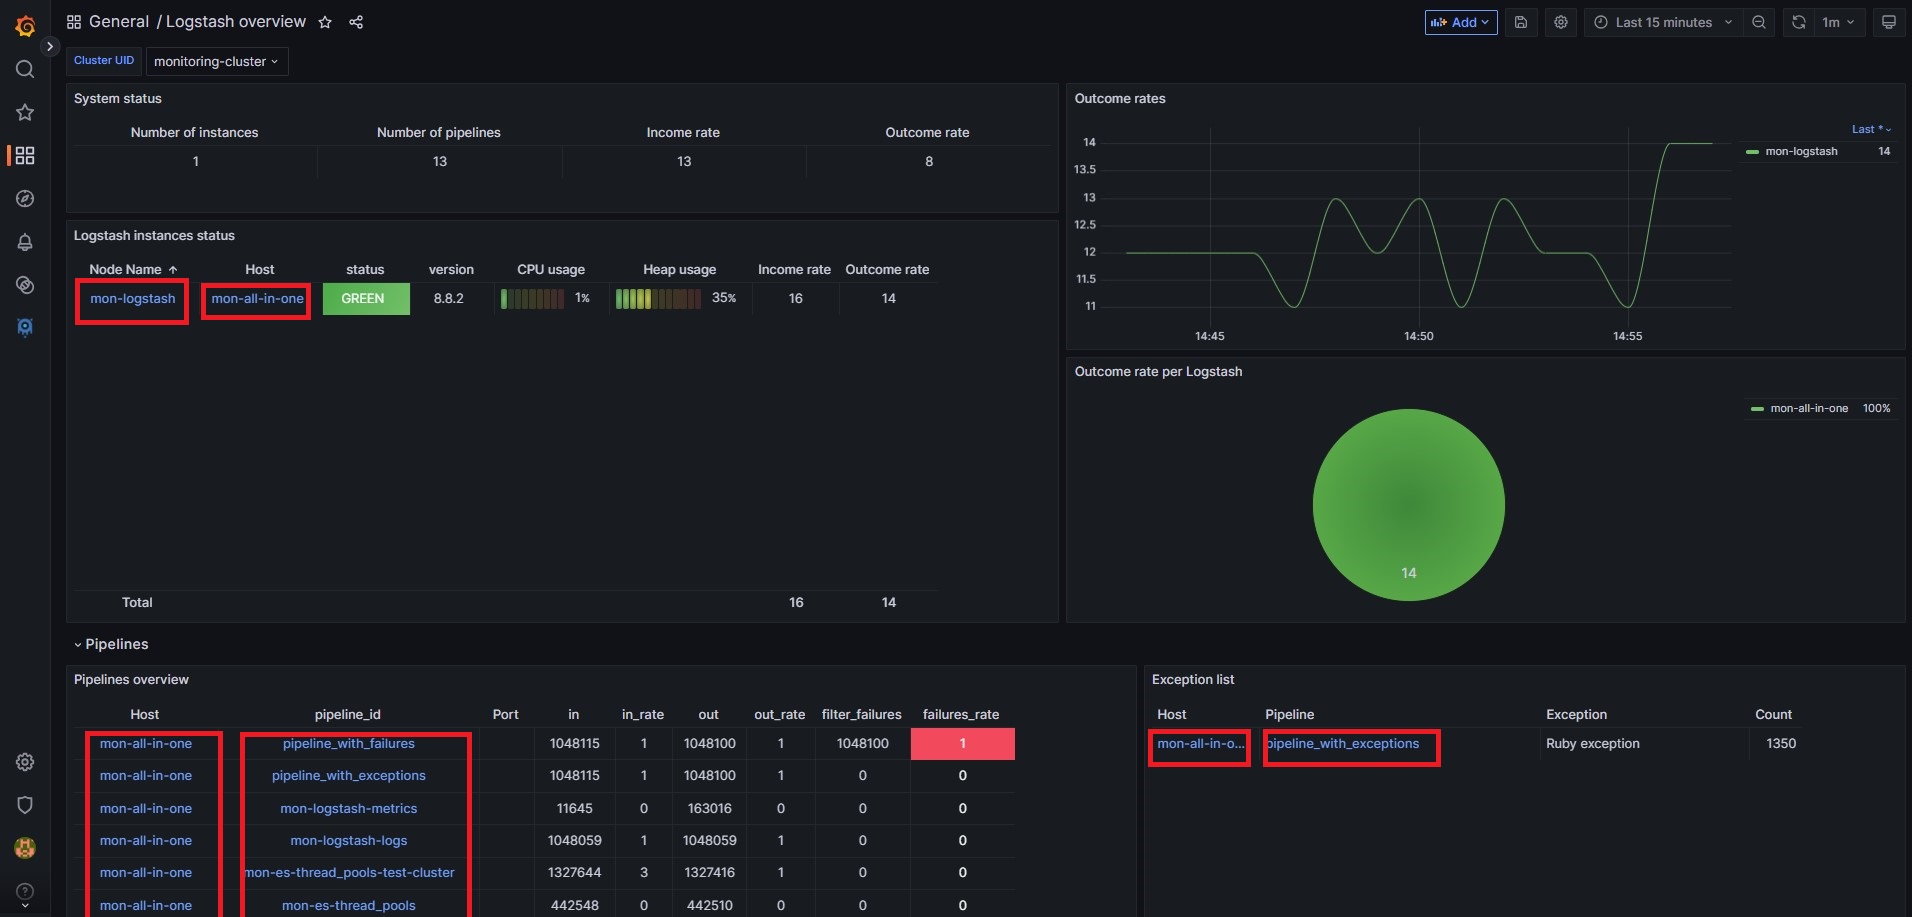 General / Logstash overview
Add
Last 15 minutes
1m
Cluster UID
monitoring-cluster
System status
Number of instances Number of pipelines Income rate Outcome rate
1 13 13 8
Logstash instances status
Node Name Host status version CPU usage Heap usage Income rate Outcome rate
mon-logstash mon-all-in-one GREEN 8.8.2 1% 35% 16 14
Total 16 14
Outcome rates
14
13.5
13
12.5
12
11.5
11
14:45 14:50 14:55
Last *
mon-logstash 14
Outcome rate per Logstash
mon-all-in-one 100%
14
Pipelines
Pipelines overview
Host pipeline_id Port in in_rate out out_rate filter_failures failures_rate
mon-all-in-one pipeline_with_failures 1048115 1 1048100 1 1048100 1
mon-all-in-one pipeline_with_exceptions 1048115 1 1048100 1 0 0
mon-all-in-one mon-logstash-metrics 11645 0 163016 0 0 0
mon-all-in-one mon-logstash-logs 1048059 1 1048059 1 0 0
mon-all-in-one mon-es-thread_pools-test-cluster 1327644 3 1327416 1 0 0
mon-all-in-one mon-es-thread_pools 442548 0 442510 0 0 0
Exception list
Host Pipeline Exception Count
mon-all-in-o... pipeline_with_exceptions Ruby exception 1350